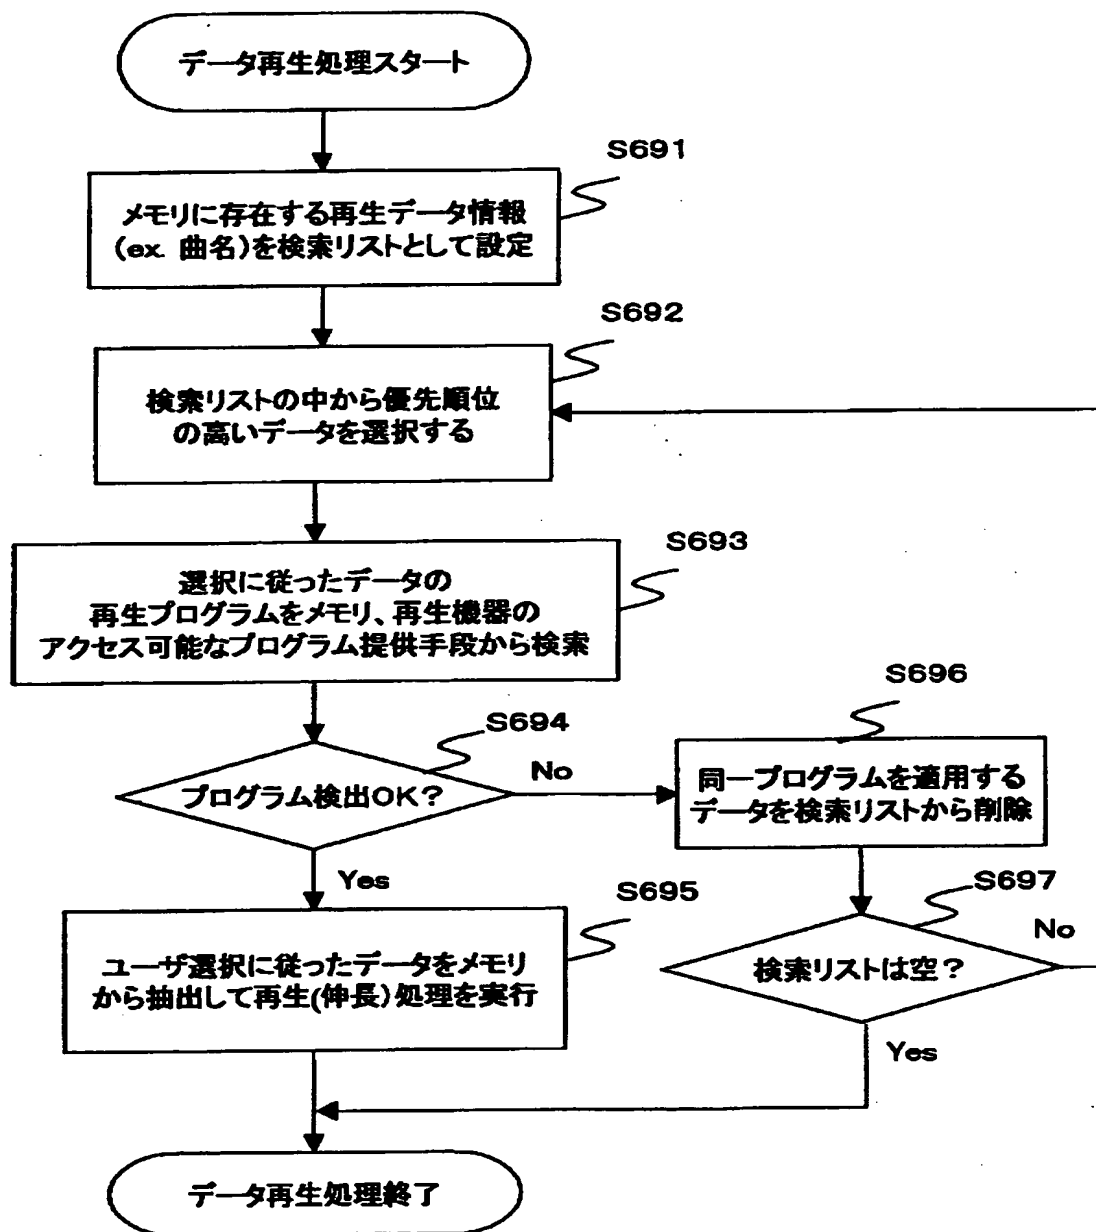 データ再生処理スタート
S691
メモリに存在する再生データ情報
(ex. 曲名)を検索リストとして設定
S692
検索リストの中から優先順位
の高いデータを選択する
S693
選択に従ったデータの
再生プログラムをメモリ、再生機器の
アクセス可能なプログラム提供手段から検索
S694
プログラム検出OK?
No
Yes
S696
同一プログラムを適用する
データを検索リストから削除
S695
ユーザ選択に従ったデータをメモリ
から抽出して再生(伸長)処理を実行
S697
検索リストは空?
No
Yes
データ再生処理終了